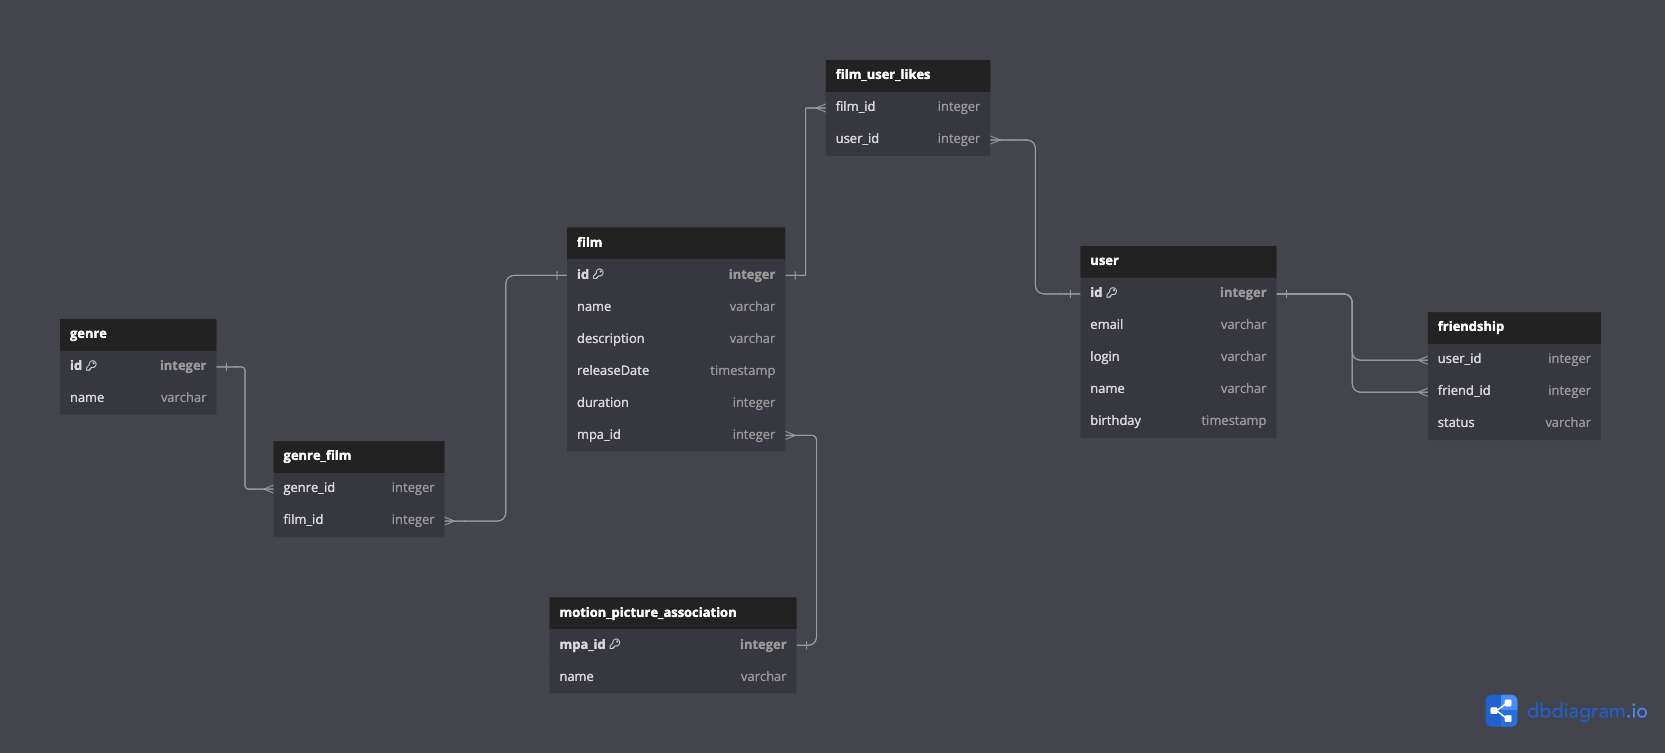 film_user_likes
film_id integer
user_id integer
film
id integer
name varchar
description varchar
releaseDate timestamp
duration integer
mpa_id integer
user
id integer
email varchar
login varchar
name varchar
birthday timestamp
friendship
user_id integer
friend_id integer
status varchar
genre
id integer
name varchar
genre_film
genre_id integer
film_id integer
motion_picture_association
mpa_id integer
name varchar
dbdiagram.io